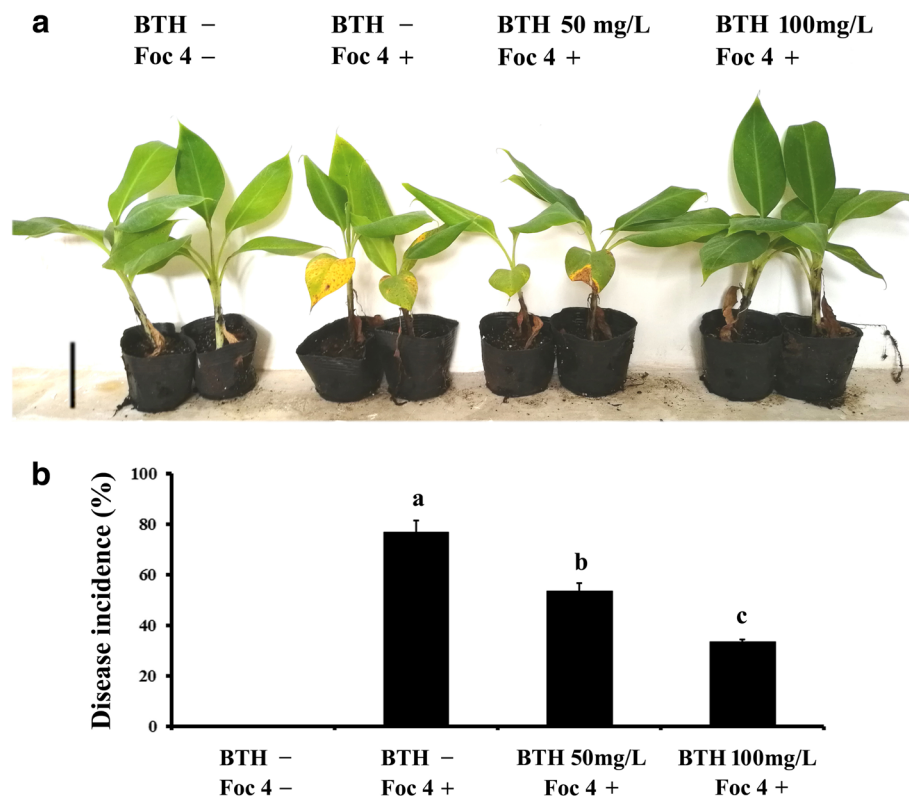 a
BTH – BTH – BTH 50 mg/L BTH 100mg/L
Foc 4 – Foc 4 + Foc 4 + Foc 4 +
b
Disease incidence (%)
100
80
60
40
20
0
a
b
c
BTH – BTH – BTH 50mg/L BTH 100mg/L
Foc 4 – Foc 4 + Foc 4 + Foc 4 +